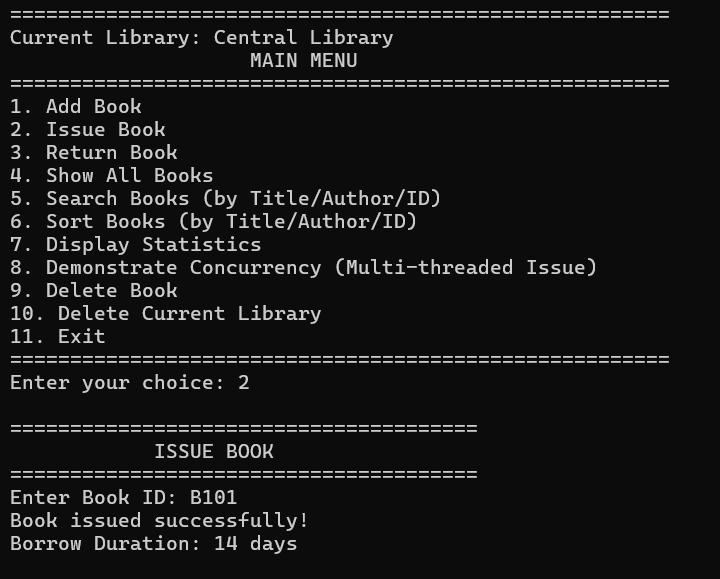 =======================================================
Current Library: Central Library
                    MAIN MENU
=======================================================
1. Add Book
2. Issue Book
3. Return Book
4. Show All Books
5. Search Books (by Title/Author/ID)
6. Sort Books (by Title/Author/ID)
7. Display Statistics
8. Demonstrate Concurrency (Multi-threaded Issue)
9. Delete Book
10. Delete Current Library
11. Exit
=======================================================
Enter your choice: 2

=======================================
            ISSUE BOOK
=======================================
Enter Book ID: B101
Book issued successfully!
Borrow Duration: 14 days